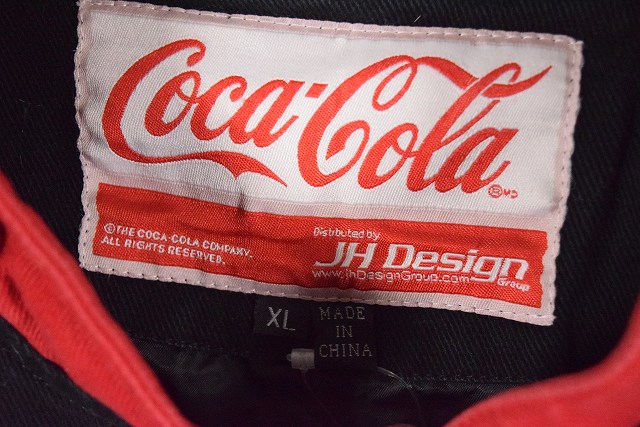 Coca-Cola
©THE COCA-COLA COMPANY.
ALL RIGHTS RESERVED.
Distributed by
JH Design
Group
www.jhDesignGroup.com
XL
MADE
IN
CHINA